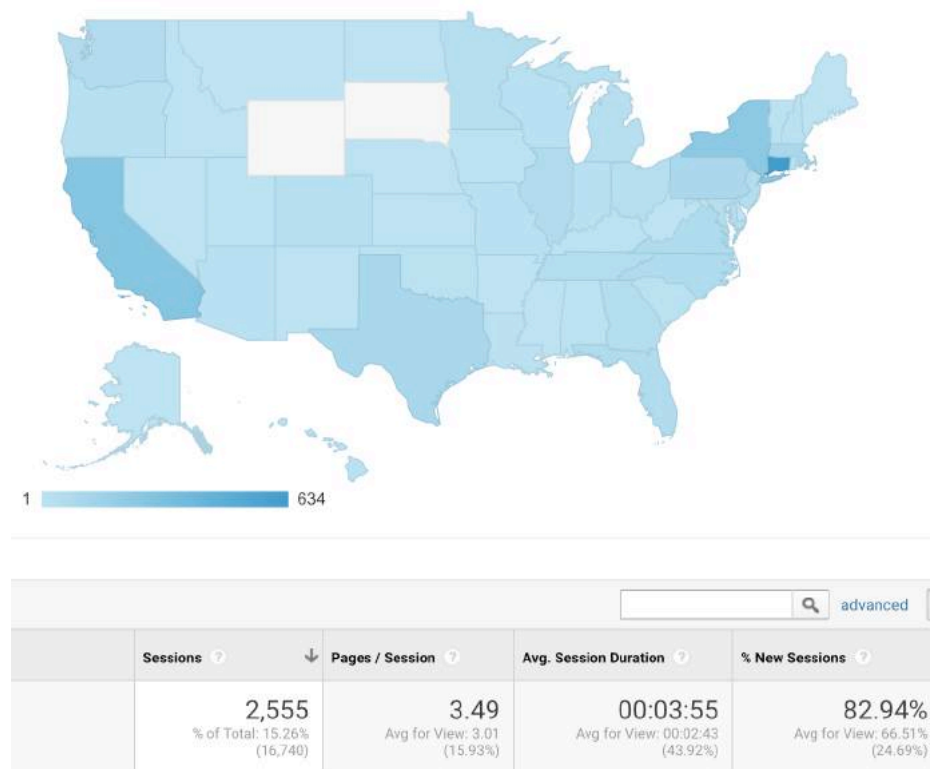 1 634
advanced
Sessions ? Pages / Session ? Avg. Session Duration ? % New Sessions ?
2,555 3.49 00:03:55 82.94%
% of Total: 15.26% Avg for View: 3.01 Avg for View: 00:02:43 Avg for View: 66.51%
(16,740) (15.93%) (43.92%) (24.69%)